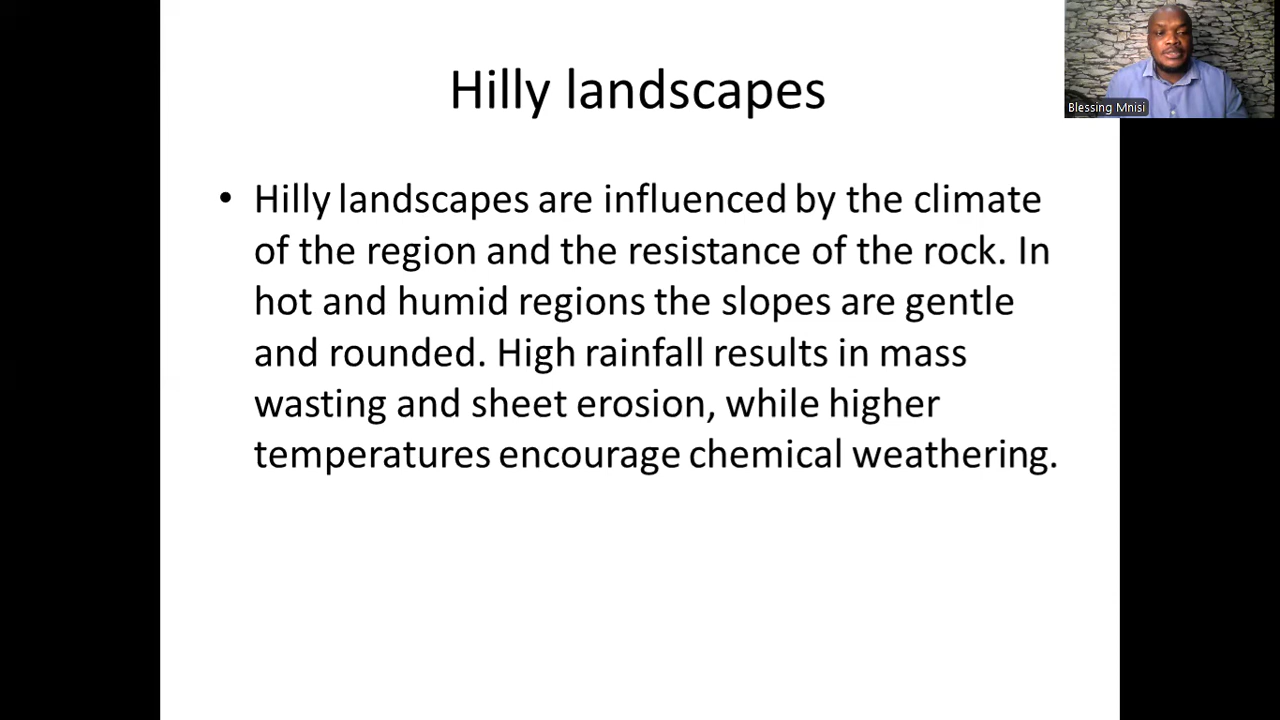 Hilly landscapes
Blessing Mnisi
• Hilly landscapes are influenced by the climate
of the region and the resistance of the rock. In
hot and humid regions the slopes are gentle
and rounded. High rainfall results in mass
wasting and sheet erosion, while higher
temperatures encourage chemical weathering.